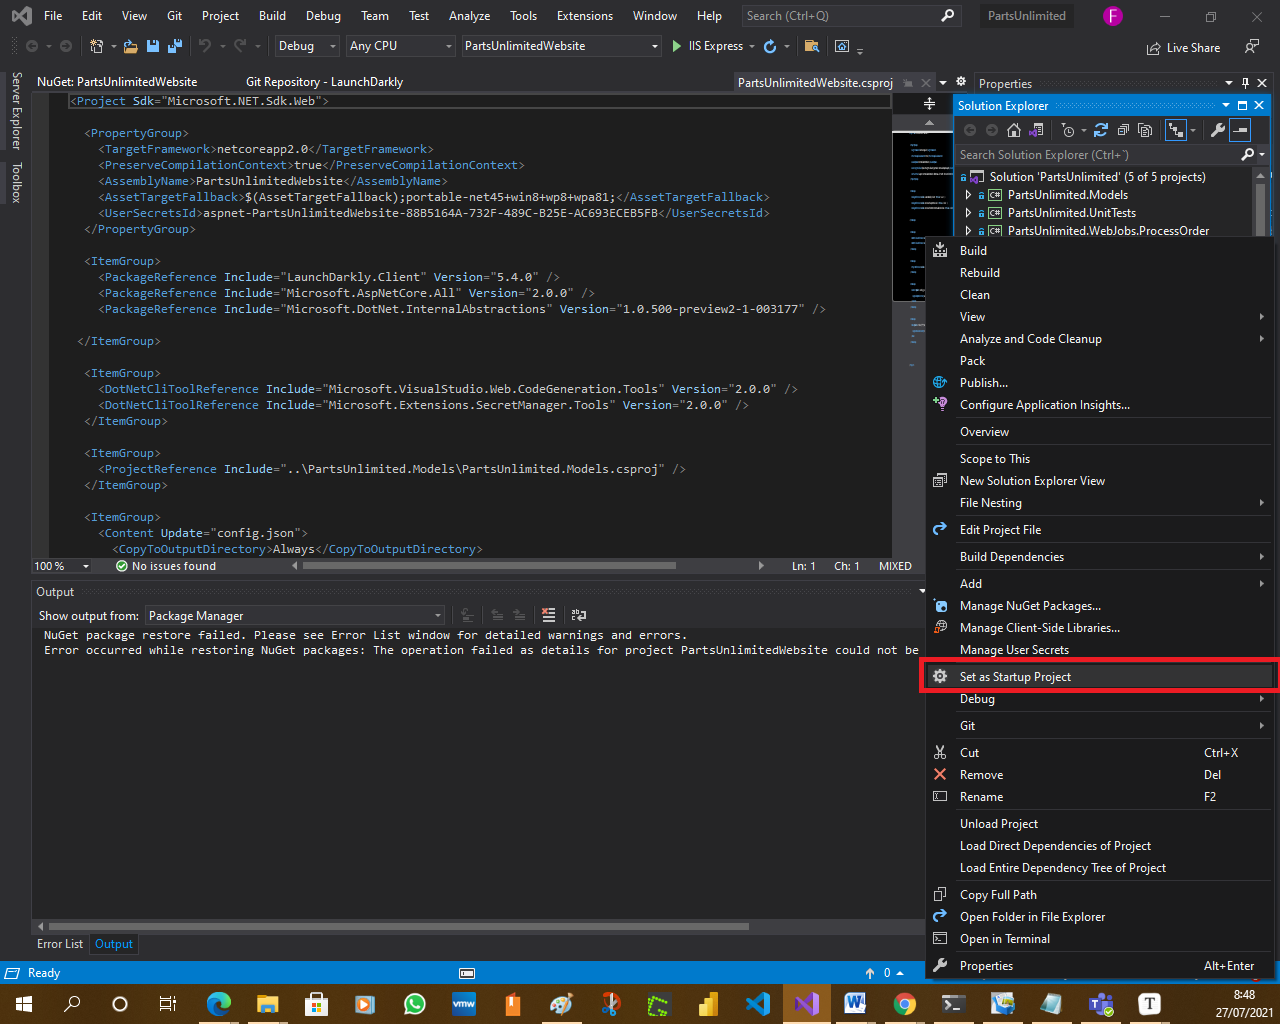 File Edit View Git Project Build Debug Team Test Analyze Tools Extensions Window Help Search (Ctrl+Q) PartsUnlimited F
Debug Any CPU PartsUnlimitedWebsite IIS Express Live Share
NuGet: PartsUnlimitedWebsite Git Repository - LaunchDarkly PartsUnlimitedWebsite.csproj Properties
Server Explorer
Toolbox
<Project Sdk="Microsoft.NET.Sdk.Web">
<PropertyGroup>
<TargetFramework>netcoreapp2.0</TargetFramework>
<PreserveCompilationContext>true</PreserveCompilationContext>
<AssemblyName>PartsUnlimitedWebsite</AssemblyName>
<AssetTargetFallback>$(AssetTargetFallback);portable-net45+win8+wp8+wpa81;</AssetTargetFallback>
<UserSecretsId>aspnet-PartsUnlimitedWebsite-88B5164A-732F-489C-B25E-AC693ECEB5FB</UserSecretsId>
</PropertyGroup>
<ItemGroup>
<PackageReference Include="LaunchDarkly.Client" Version="5.4.0" />
<PackageReference Include="Microsoft.AspNetCore.All" Version="2.0.0" />
<PackageReference Include="Microsoft.DotNet.InternalAbstractions" Version="1.0.500-preview2-1-003177" />
</ItemGroup>
<ItemGroup>
<DotNetCliToolReference Include="Microsoft.VisualStudio.Web.CodeGeneration.Tools" Version="2.0.0" />
<DotNetCliToolReference Include="Microsoft.Extensions.SecretManager.Tools" Version="2.0.0" />
</ItemGroup>
<ItemGroup>
<ProjectReference Include="..\PartsUnlimited.Models\PartsUnlimited.Models.csproj" />
</ItemGroup>
<ItemGroup>
<Content Update="config.json">
<CopyToOutputDirectory>Always</CopyToOutputDirectory>
100 % No issues found Ln: 1 Ch: 1 MIXED
Output
Show output from: Package Manager
NuGet package restore failed. Please see Error List window for detailed warnings and errors.
Error occurred while restoring NuGet packages: The operation failed as details for project PartsUnlimitedWebsite could not be
Error List Output
Solution Explorer
Search Solution Explorer (Ctrl+¨)
Solution 'PartsUnlimited' (5 of 5 projects)
C# PartsUnlimited.Models
C# PartsUnlimited.UnitTests
C# PartsUnlimited.WebJobs.ProcessOrder
Build
Rebuild
Clean
View
Analyze and Code Cleanup
Pack
Publish...
Configure Application Insights...
Overview
Scope to This
New Solution Explorer View
File Nesting
Edit Project File
Build Dependencies
Add
Manage NuGet Packages...
Manage Client-Side Libraries...
Manage User Secrets
Set as Startup Project
Debug
Git
Cut Ctrl+X
Remove Del
Rename F2
Unload Project
Load Direct Dependencies of Project
Load Entire Dependency Tree of Project
Copy Full Path
Open Folder in File Explorer
Open in Terminal
Properties Alt+Enter
Ready 0
vmw W T
8:48
27/07/2021